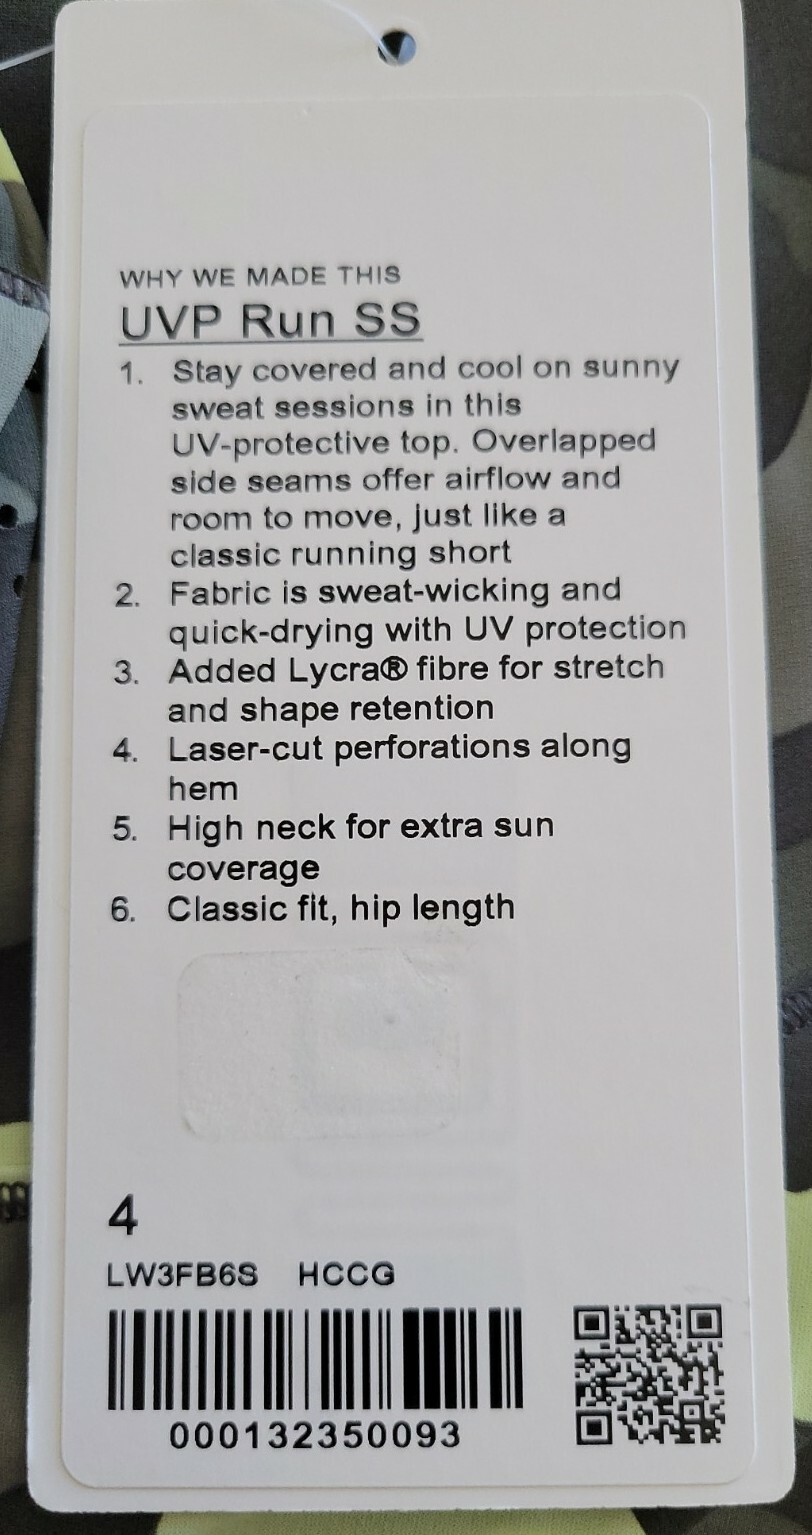 WHY WE MADE THIS
UVP Run SS
1. Stay covered and cool on sunny
sweat sessions in this
UV-protective top. Overlapped
side seams offer airflow and
room to move, just like a
classic running short
2. Fabric is sweat-wicking and
quick-drying with UV protection
3. Added Lycra® fibre for stretch
and shape retention
4. Laser-cut perforations along
hem
5. High neck for extra sun
coverage
6. Classic fit, hip length
4
LW3FB6S HCCG
000132350093